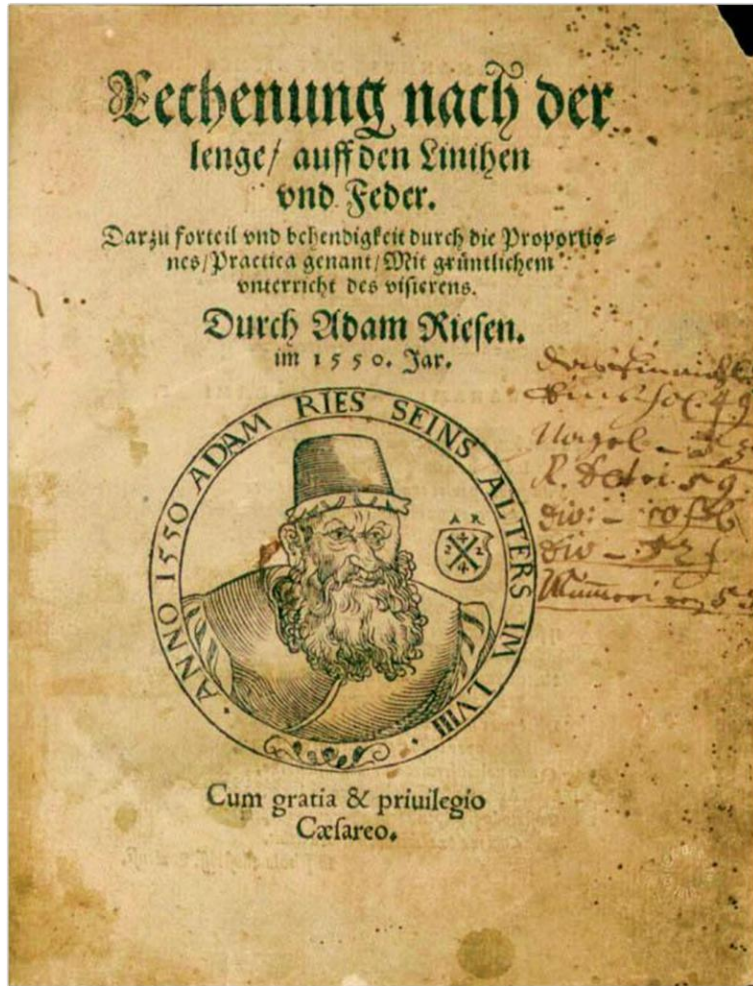 Rechenung nach der
lenge/ auff den Linihen
vnd Feder.
Darzu forteil vnd behendigkeit durch die Proportio=
nes/Practica genant/Mit grüntlichem
vnterricht des visierens.
Durch Adam Riesen.
im 1550. Jar.
ANNO 1550 ADAM RIES SEINS ALTERS IM LVIII
A R
Cum gratia & priuilegio
Cæsareo.